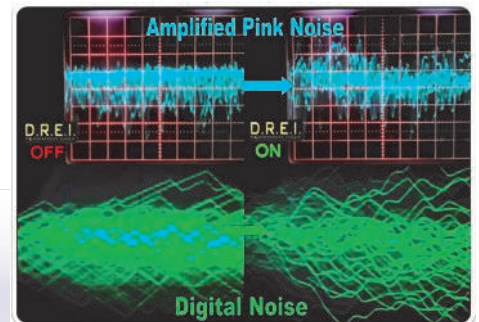 Amplified Pink Noise
D.R.E.I.
OFF
D.R.E.I.
ON
Digital Noise